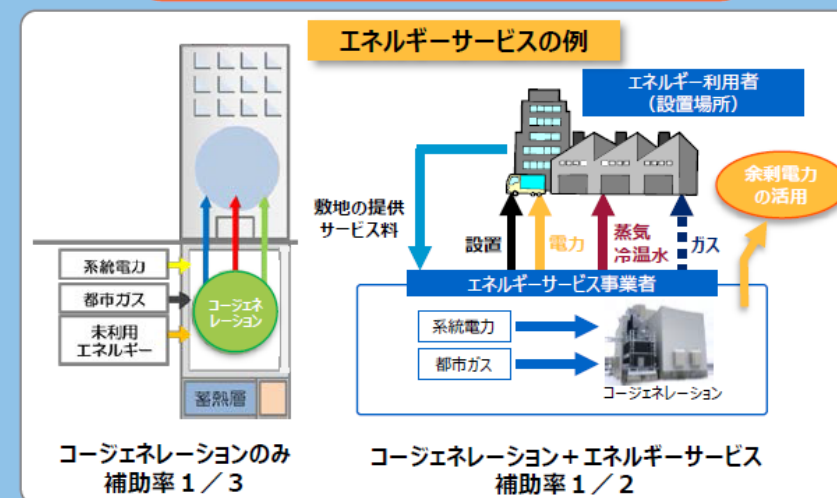 エネルギーサービスの例
系統電力
都市ガス
未利用
エネルギー
コージェネ
レーション
蓄熱層
コージェネレーションのみ
補助率1/3
エネルギー利用者
(設置場所)
余剰電力
の活用
敷地の提供
サービス料
設置
電力
蒸気
冷温水
ガス
エネルギーサービス事業者
系統電力
都市ガス
コージェネレーション
コージェネレーション+エネルギーサービス
補助率1/2